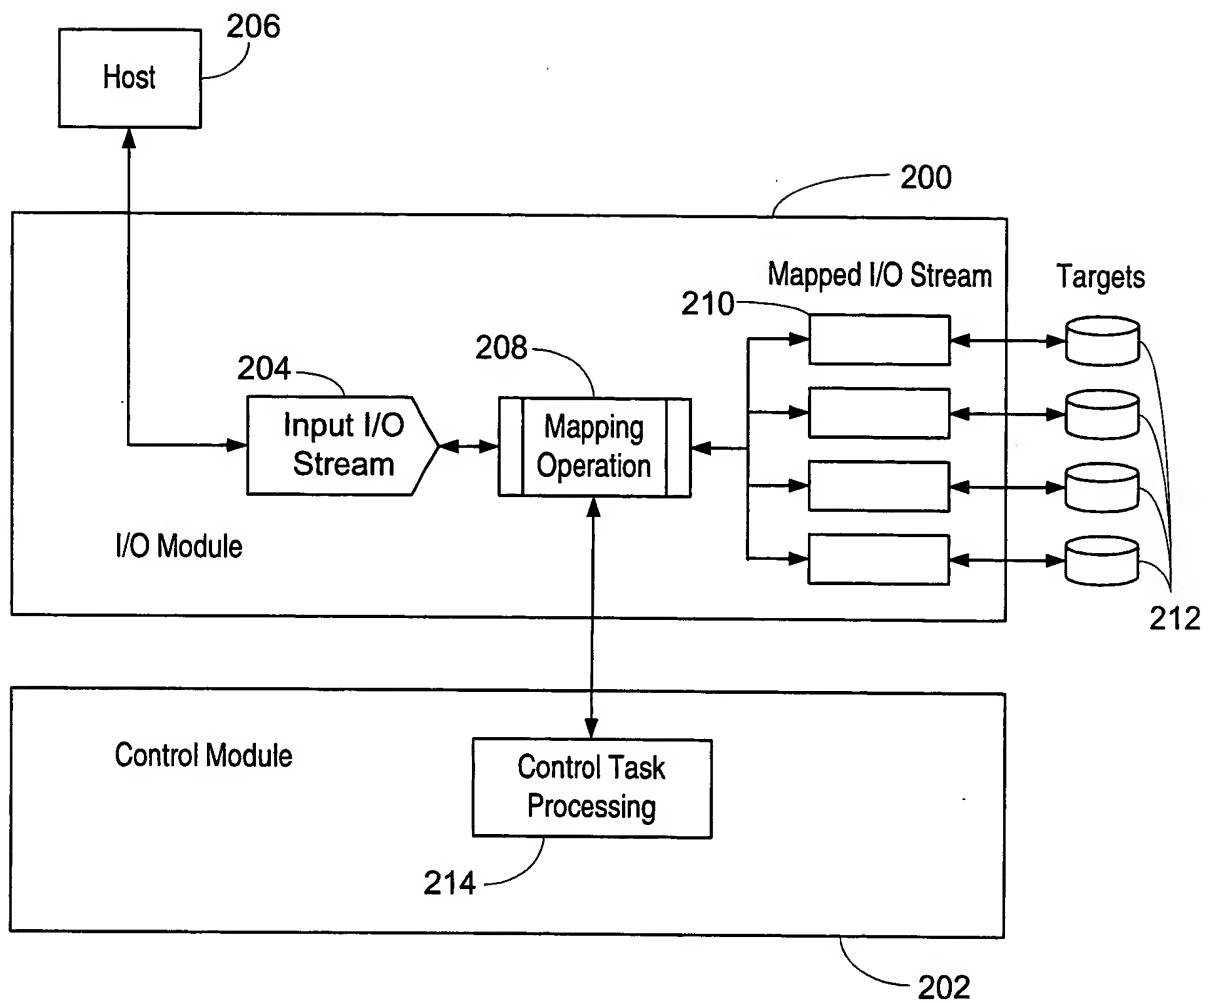 206
Host
200
Mapped I/O Stream
Targets
210
208
204
Input I/O
Stream
Mapping
Operation
I/O Module
212
Control Module
Control Task
Processing
214
202